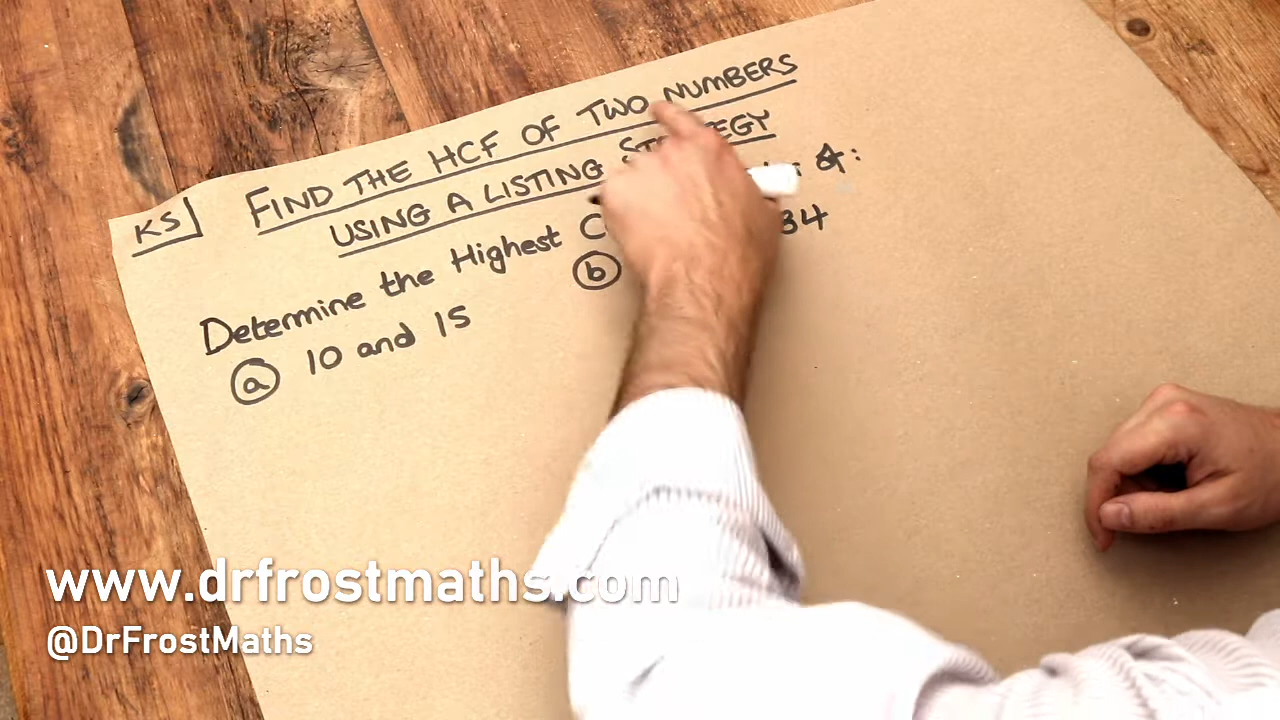 KS
FIND THE HCF OF TWO NUMBERS
USING A LISTING STRATEGY
Determine the Highest
ⓐ 10 and 15
ⓑ 34
www.drfrostmaths.com
@DrFrostMaths